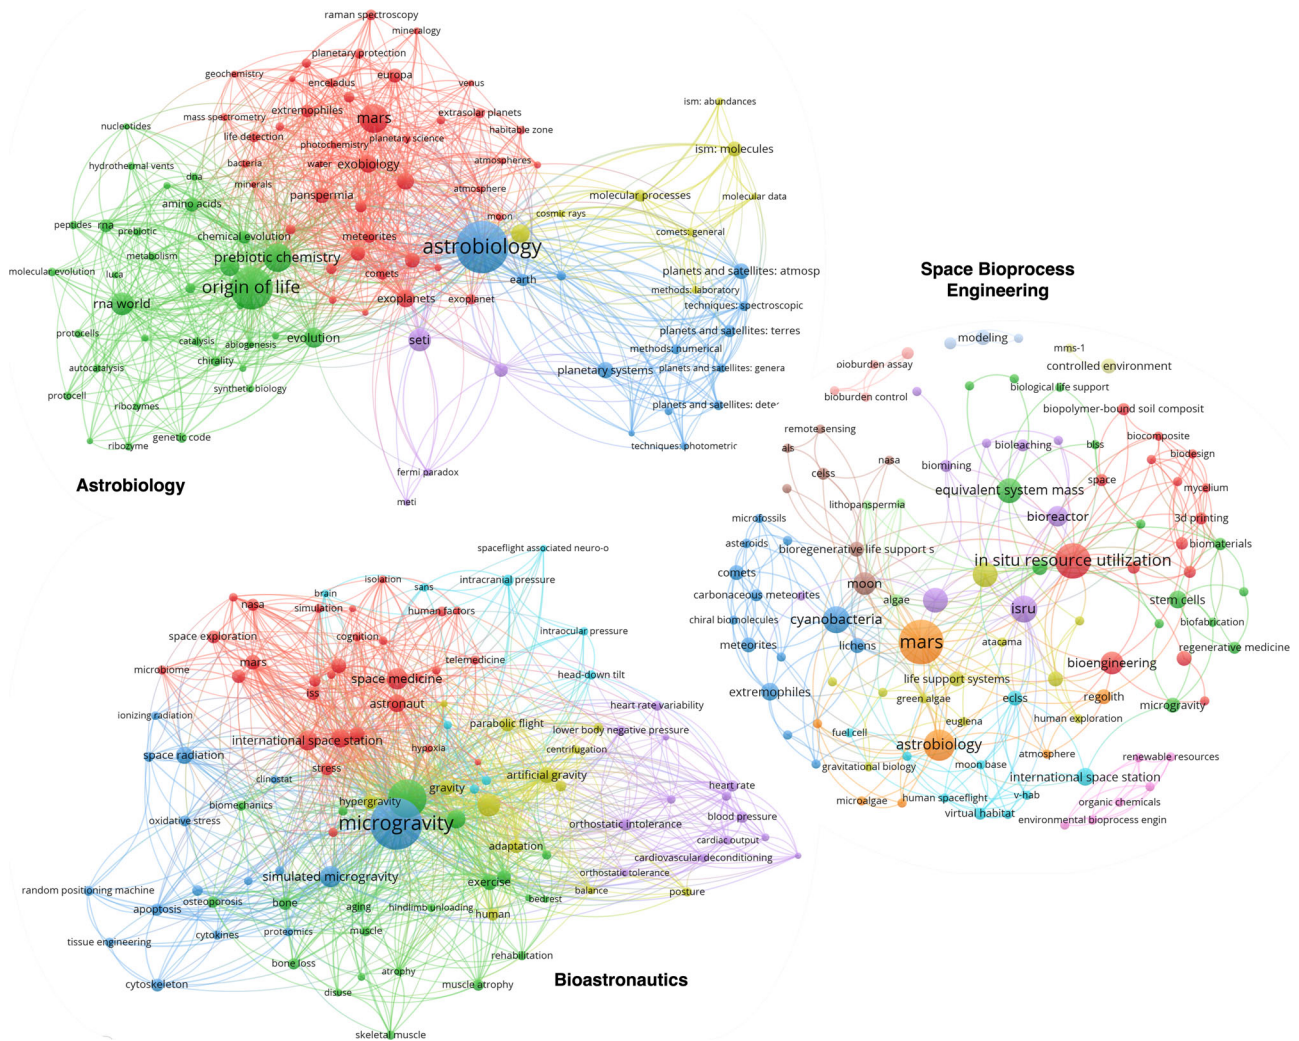 raman spectroscopy
mineralogy
planetary protection
geochemistry
enceladus
europa
venus
ism: abundances
mass spectrometry
extremophiles
mars
extrasolar planets
nucleotides
life detection
photochemistry
planetary science
habitable zone
ism: molecules
hydrothermal vents
bacteria
water
exobiology
atmospheres
dna
minerals
panspermia
atmosphere
molecular processes
molecular data
amino acids
moon
cosmic rays
peptides
rna
prebiotic
chemical evolution
meteorites
comets: general
metabolism
prebiotic chemistry
astrobiology
molecular evolution
luca
comets
earth
planets and satellites: atmosp
origin of life
methods: laboratory
rna world
exoplanets
exoplanet
techniques: spectroscopic
protocells
catalysis
abiogenesis
evolution
seti
planets and satellites: terres
methods: numerical
chirality
autocatalysis
planetary systems
planets and satellites: genera
synthetic biology
protocell
ribozymes
planets and satellites: dete
genetic code
ribozyme
techniques: photometric
fermi paradox
meti
Astrobiology
Space Bioprocess
Engineering
modeling
mms-1
oioburden assay
controlled environment
bioburden control
biological life support
biopolymer-bound soil composit
remote sensing
als
bioleaching
blss
biocomposite
nasa
biomining
biodesign
celss
space
equivalent system mass
mycelium
lithopanspermia
microfossils
bioreactor
3d printing
asteroids
bioregenerative life support s
biomaterials
in situ resource utilization
comets
moon
carbonaceous meteorites
algae
stem cells
isru
chiral biomolecules
cyanobacteria
biofabrication
meteorites
lichens
mars
atacama
regenerative medicine
bioengineering
life support systems
extremophiles
green algae
eclss
regolith
microgravity
euglena
human exploration
fuel cell
astrobiology
atmosphere
renewable resources
gravitational biology
moon base
international space station
microalgae
human spaceflight
v-hab
organic chemicals
virtual habitat
environmental bioprocess engin
spaceflight associated neuro-o
isolation
brain
sans
intracranial pressure
nasa
simulation
human factors
space exploration
cognition
intraocular pressure
microbiome
mars
telemedicine
iss
space medicine
head-down tilt
astronaut
heart rate variability
ionizing radiation
parabolic flight
lower body negative pressure
international space station
space radiation
hypoxia
centrifugation
stress
clinostat
artificial gravity
gravity
heart rate
biomechanics
hypergravity
oxidative stress
microgravity
orthostatic intolerance
blood pressure
adaptation
cardiac output
cardiovascular deconditioning
simulated microgravity
exercise
orthostatic tolerance
random positioning machine
balance
posture
osteoporosis
bone
aging
hindlimb unloading
bedrest
apoptosis
human
cytokines
proteomics
muscle
tissue engineering
rehabilitation
bone loss
atrophy
cytoskeleton
disuse
muscle atrophy
skeletal muscle
Bioastronautics